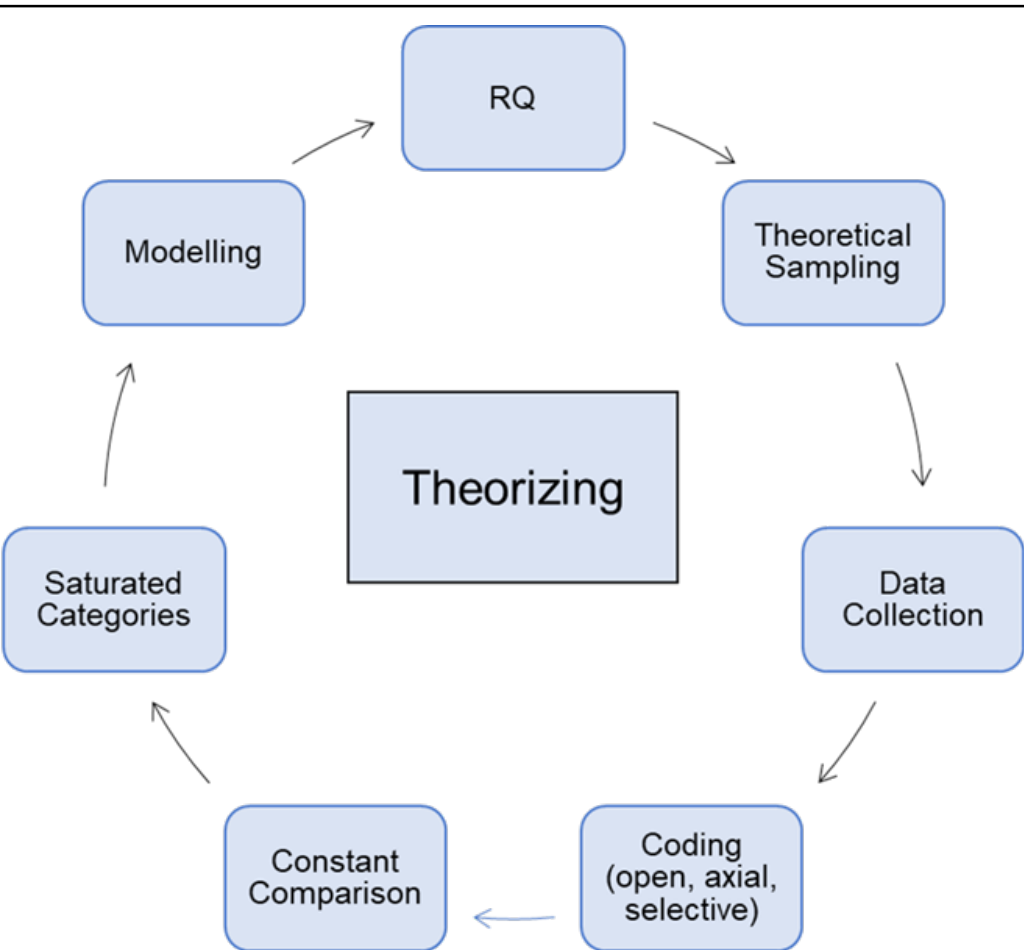 RQ
Theoretical
Sampling
Data
Collection
Coding
(open, axial,
selective)
Constant
Comparison
Saturated
Categories
Modelling
Theorizing